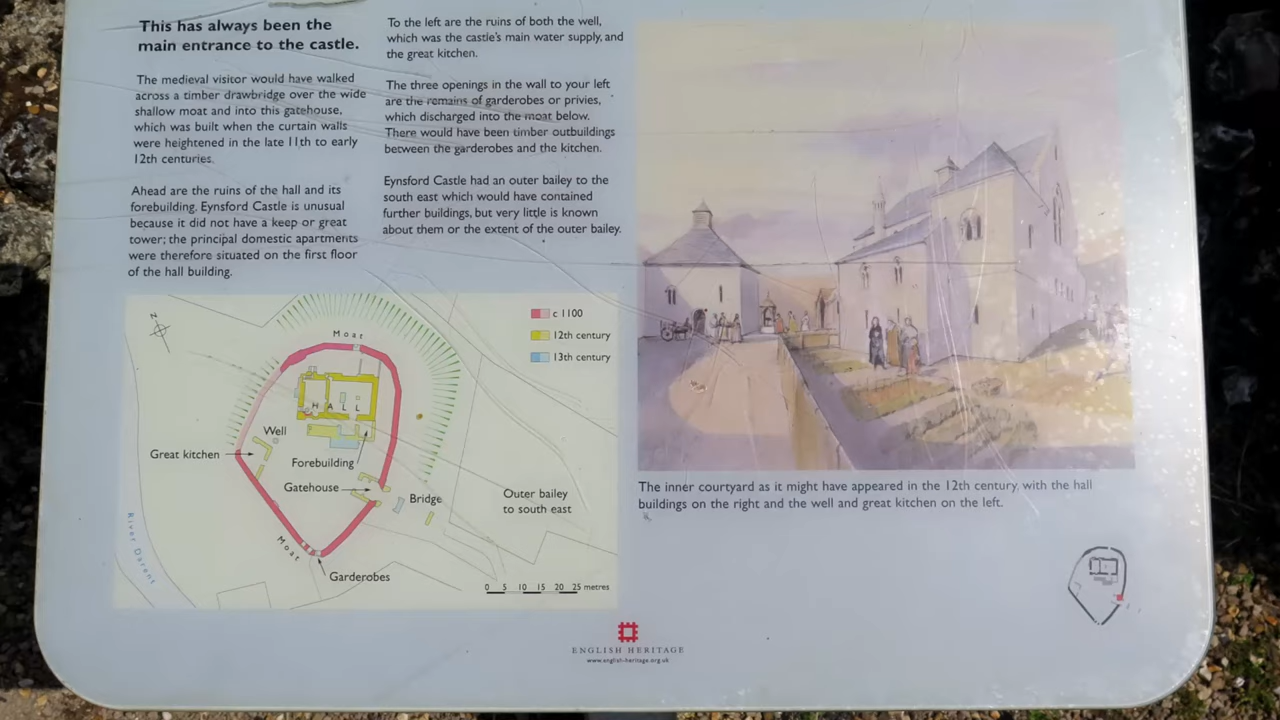 This has always been the
main entrance to the castle.
The medieval visitor would have walked
across a timber drawbridge over the wide
shallow moat and into this gatehouse,
which was built when the curtain walls
were heightened in the late 11th to early
12th centuries.
Ahead are the ruins of the hall and its
forebuilding. Eynsford Castle is unusual
because it did not have a keep or great
tower; the principal domestic apartments
were therefore situated on the first floor
of the hall building.
To the left are the ruins of both the well,
which was the castle's main water supply, and
the great kitchen.
The three openings in the wall to your left
are the remains of garderobes or privies,
which discharged into the moat below.
There would have been timber outbuildings
between the garderobes and the kitchen.
Eynsford Castle had an outer bailey to the
south east which would have contained
further buildings, but very little is known
about them or the extent of the outer bailey.
N
Moat
HALL
Well
Great kitchen
Forebuilding
Gatehouse
Bridge
Outer bailey
to south east
Moat
Garderobes
River Darent
c 1100
12th century
13th century
0 5 10 15 20 25 metres
The inner courtyard as it might have appeared in the 12th century, with the hall
buildings on the right and the well and great kitchen on the left.
ENGLISH HERITAGE
www.english-heritage.org.uk